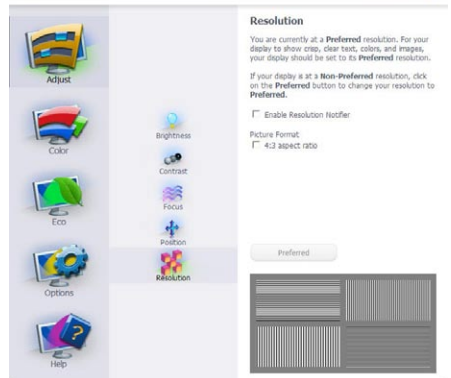 Adjust
Color
Eco
Options
Help
Brightness
Contrast
Focus
Position
Resolution
Resolution
You are currently at a Preferred resolution. For your
display to show crisp, clear text, colors, and images,
your display should be set to its Preferred resolution.
If your display is at a Non-Preferred resolution, click
on the Preferred button to change your resolution to
Preferred.
Enable Resolution Notifier
Picture Format
4:3 aspect ratio
Preferred